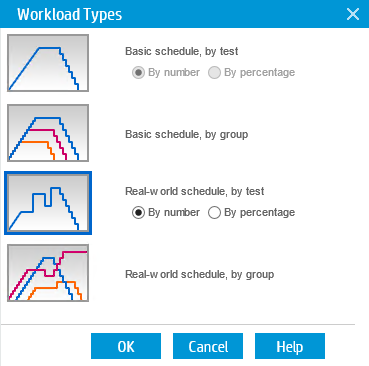 Workload Types
Basic schedule, by test
By number By percentage
Basic schedule, by group
Real-world schedule, by test
By number By percentage
Real-world schedule, by group
OK Cancel Help